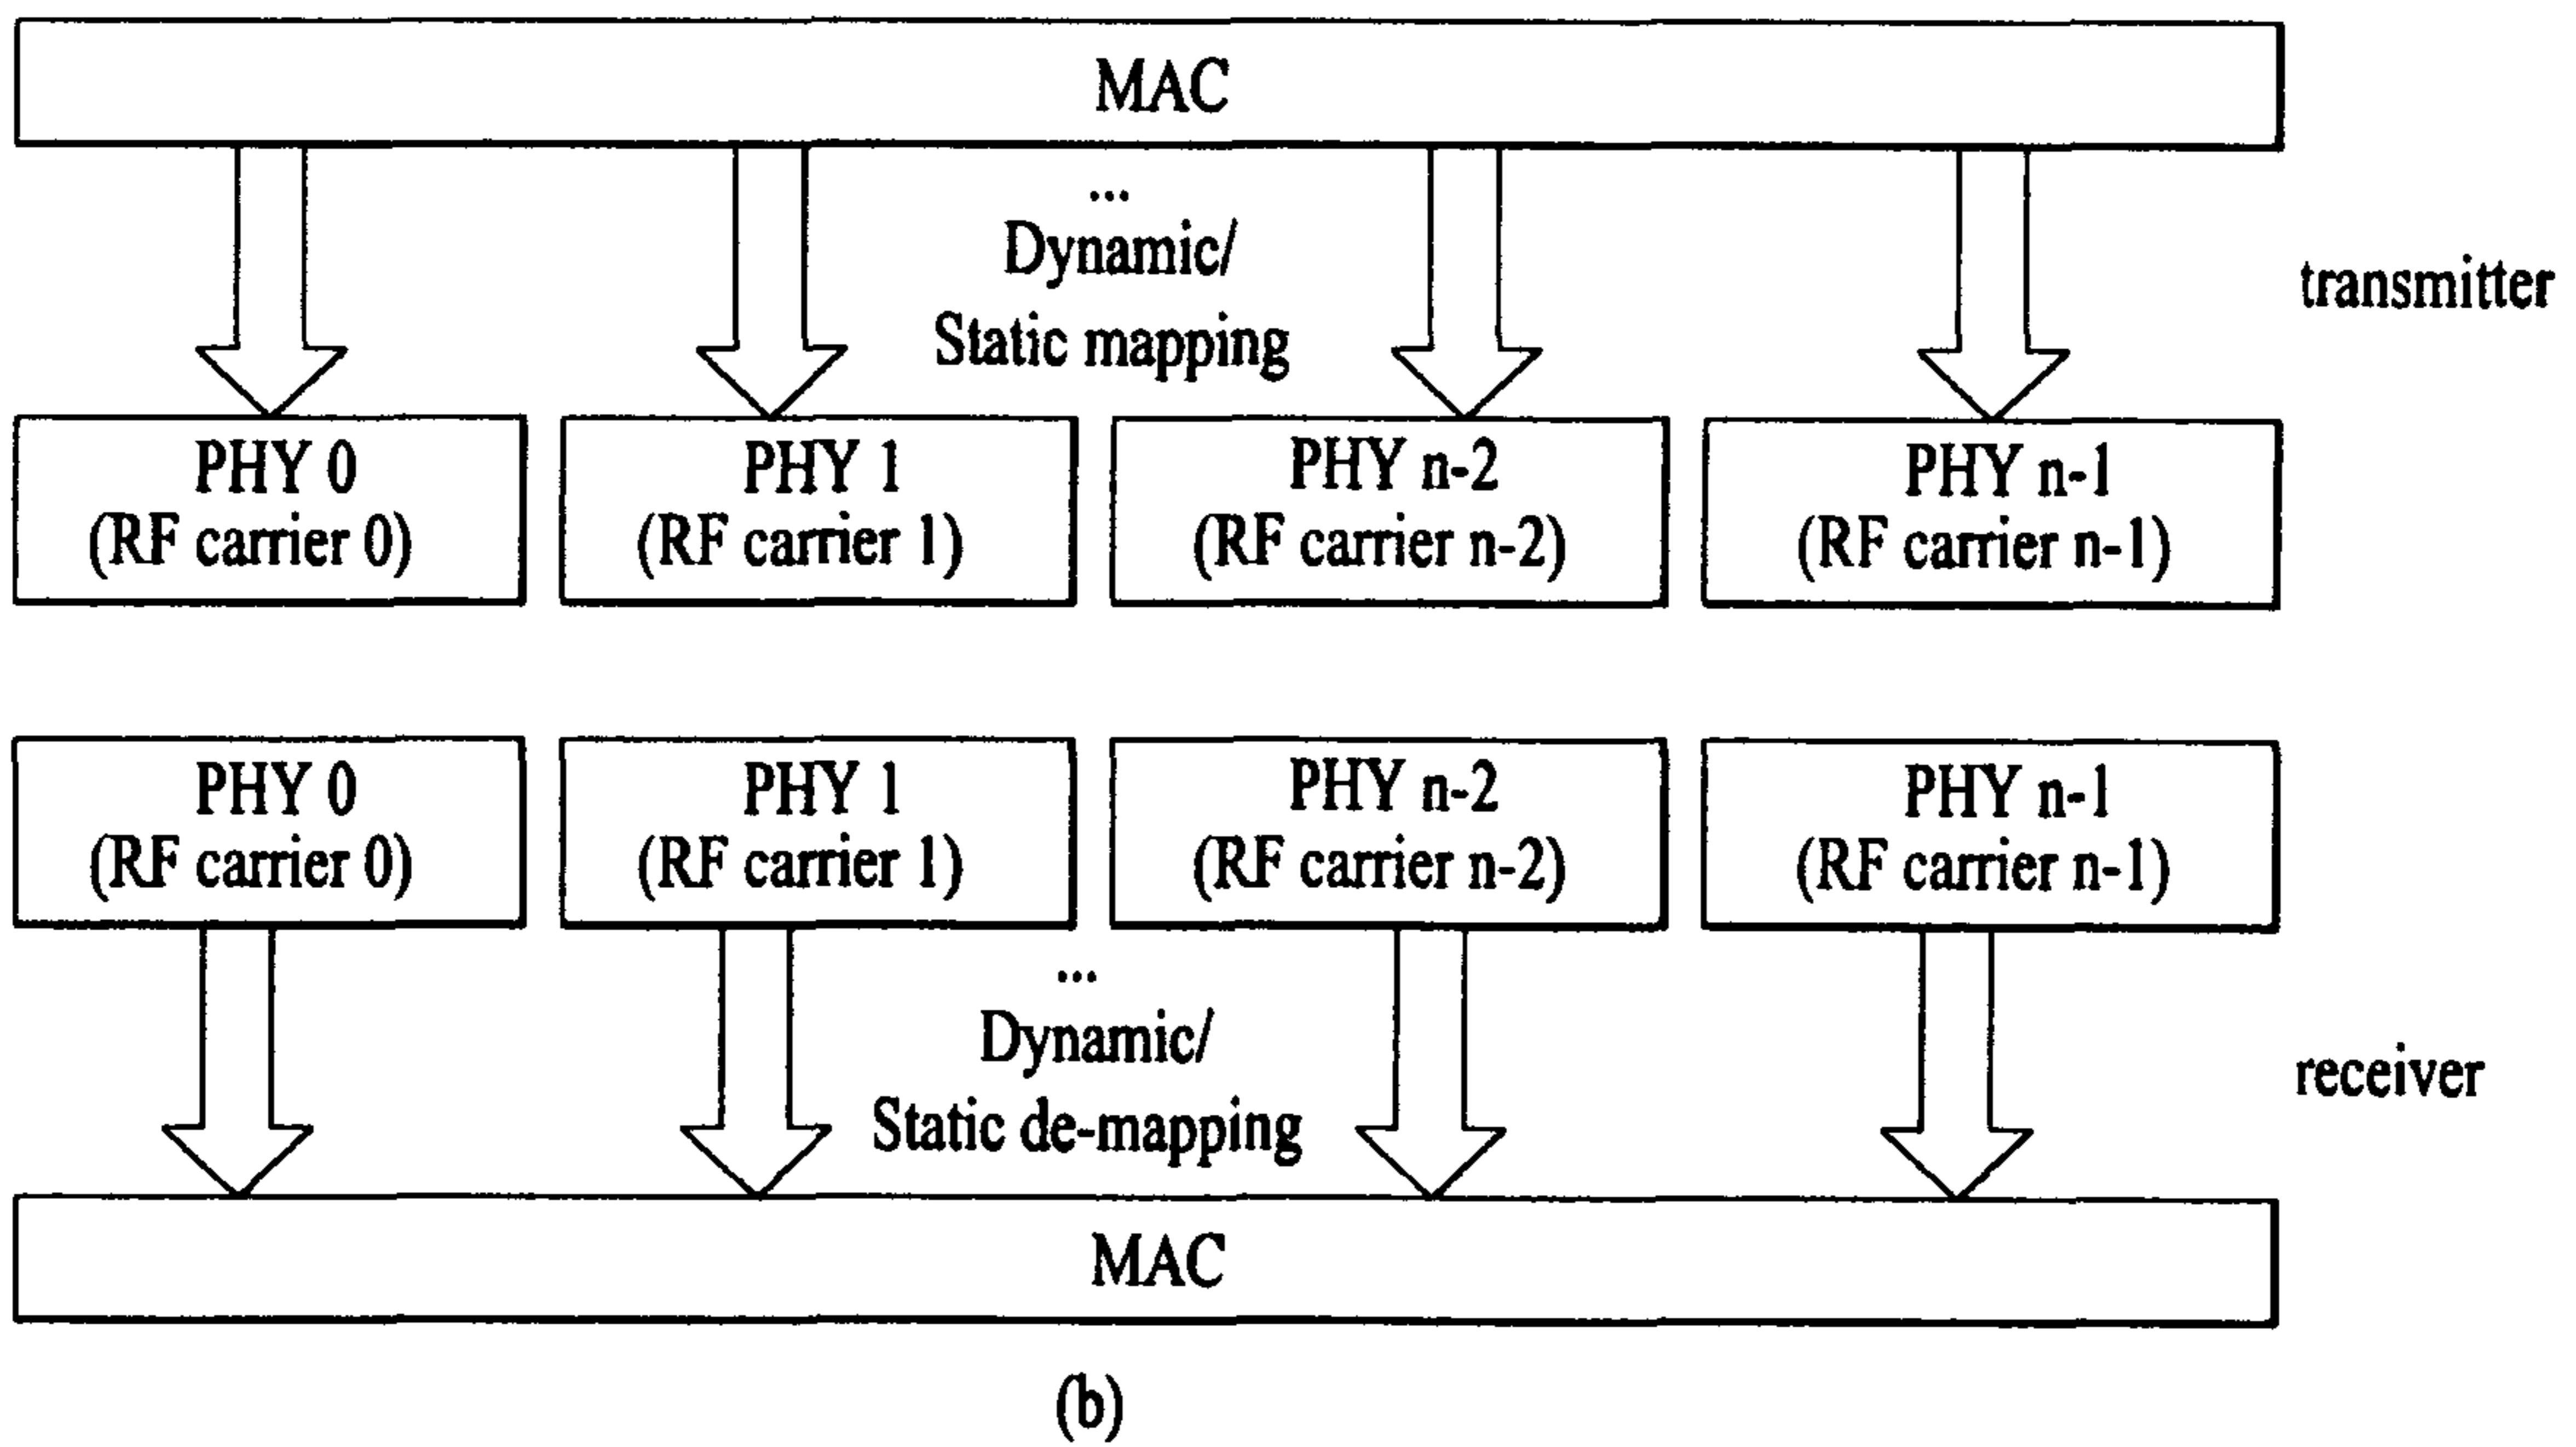 MAC
...
Dynamic/
Static mapping
transmitter
PHY 0
(RF carrier 0)
PHY 1
(RF carrier 1)
PHY n-2
(RF carrier n-2)
PHY n-1
(RF carrier n-1)
PHY 0
(RF carrier 0)
PHY 1
(RF carrier 1)
PHY n-2
(RF carrier n-2)
PHY n-1
(RF carrier n-1)
...
Dynamic/
Static de-mapping
receiver
MAC
(b)